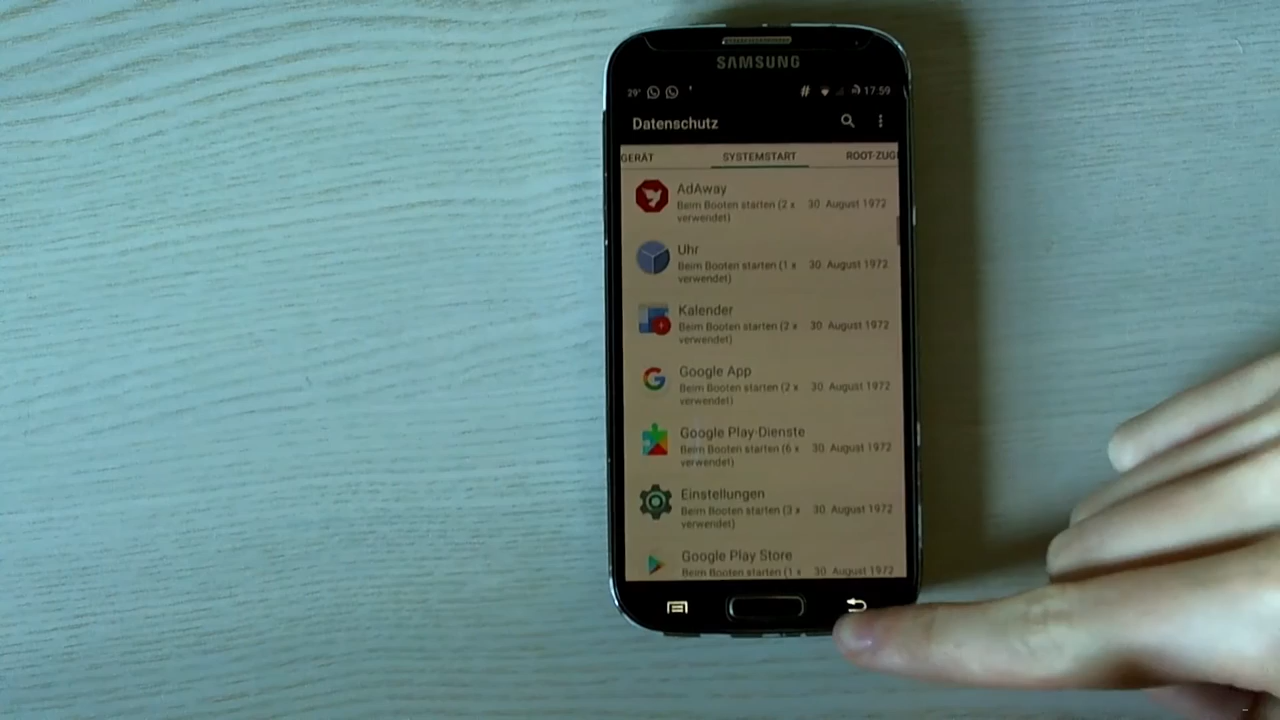 SAMSUNG
29° 17:59
Datenschutz
GERÄT SYSTEMSTART ROOT-ZUG
AdAway
Beim Booten starten (2 x 30. August 1972
verwendet)
Uhr
Beim Booten starten (1 x 30. August 1972
verwendet)
Kalender
Beim Booten starten (2 x 30. August 1972
verwendet)
Google App
Beim Booten starten (2 x 30. August 1972
verwendet)
Google Play-Dienste
Beim Booten starten (6 x 30. August 1972
verwendet)
Einstellungen
Beim Booten starten (3 x 30. August 1972
verwendet)
Google Play Store
Beim Booten starten (1 x 30. August 1972